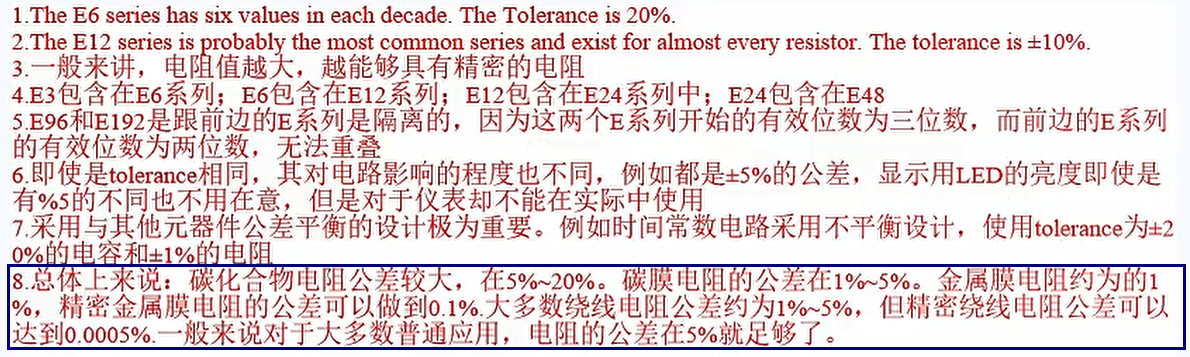 1.The E6 series has six values in each decade. The Tolerance is 20%.
2.The E12 series is probably the most common series and exist for almost every resistor. The tolerance is ±10%.
3.一般来讲，电阻值越大，越能够具有精密的电阻
4.E3包含在E6系列；E6包含在E12系列；E12包含在E24系列中；E24包含在E48
5.E96和E192是跟前边的E系列是隔离的，因为这两个E系列开始的有效位数为三位数，而前边的E系列
的有效位数为两位数，无法重叠
6.即使是tolerance相同，其对电路影响的程度也不同，例如都是±5%的公差，显示用LED的亮度即使是
有%5的不同也不用在意，但是对于仪表却不能在实际中使用
7.采用与其他元器件公差平衡的设计极为重要。例如时间常数电路采用不平衡设计，使用tolerance为±2
0%的电容和±1%的电阻
8.总体上来说：碳化合物电阻公差较大，在5%~20%。碳膜电阻的公差在1%~5%。金属膜电阻约为的1
%，精密金属膜电阻的公差可以做到0.1%.大多数绕线电阻公差约为1%~5%，但精密绕线电阻公差可以
达到0.0005%.一般来说对于大多数普通应用，电阻的公差在5%就足够了。